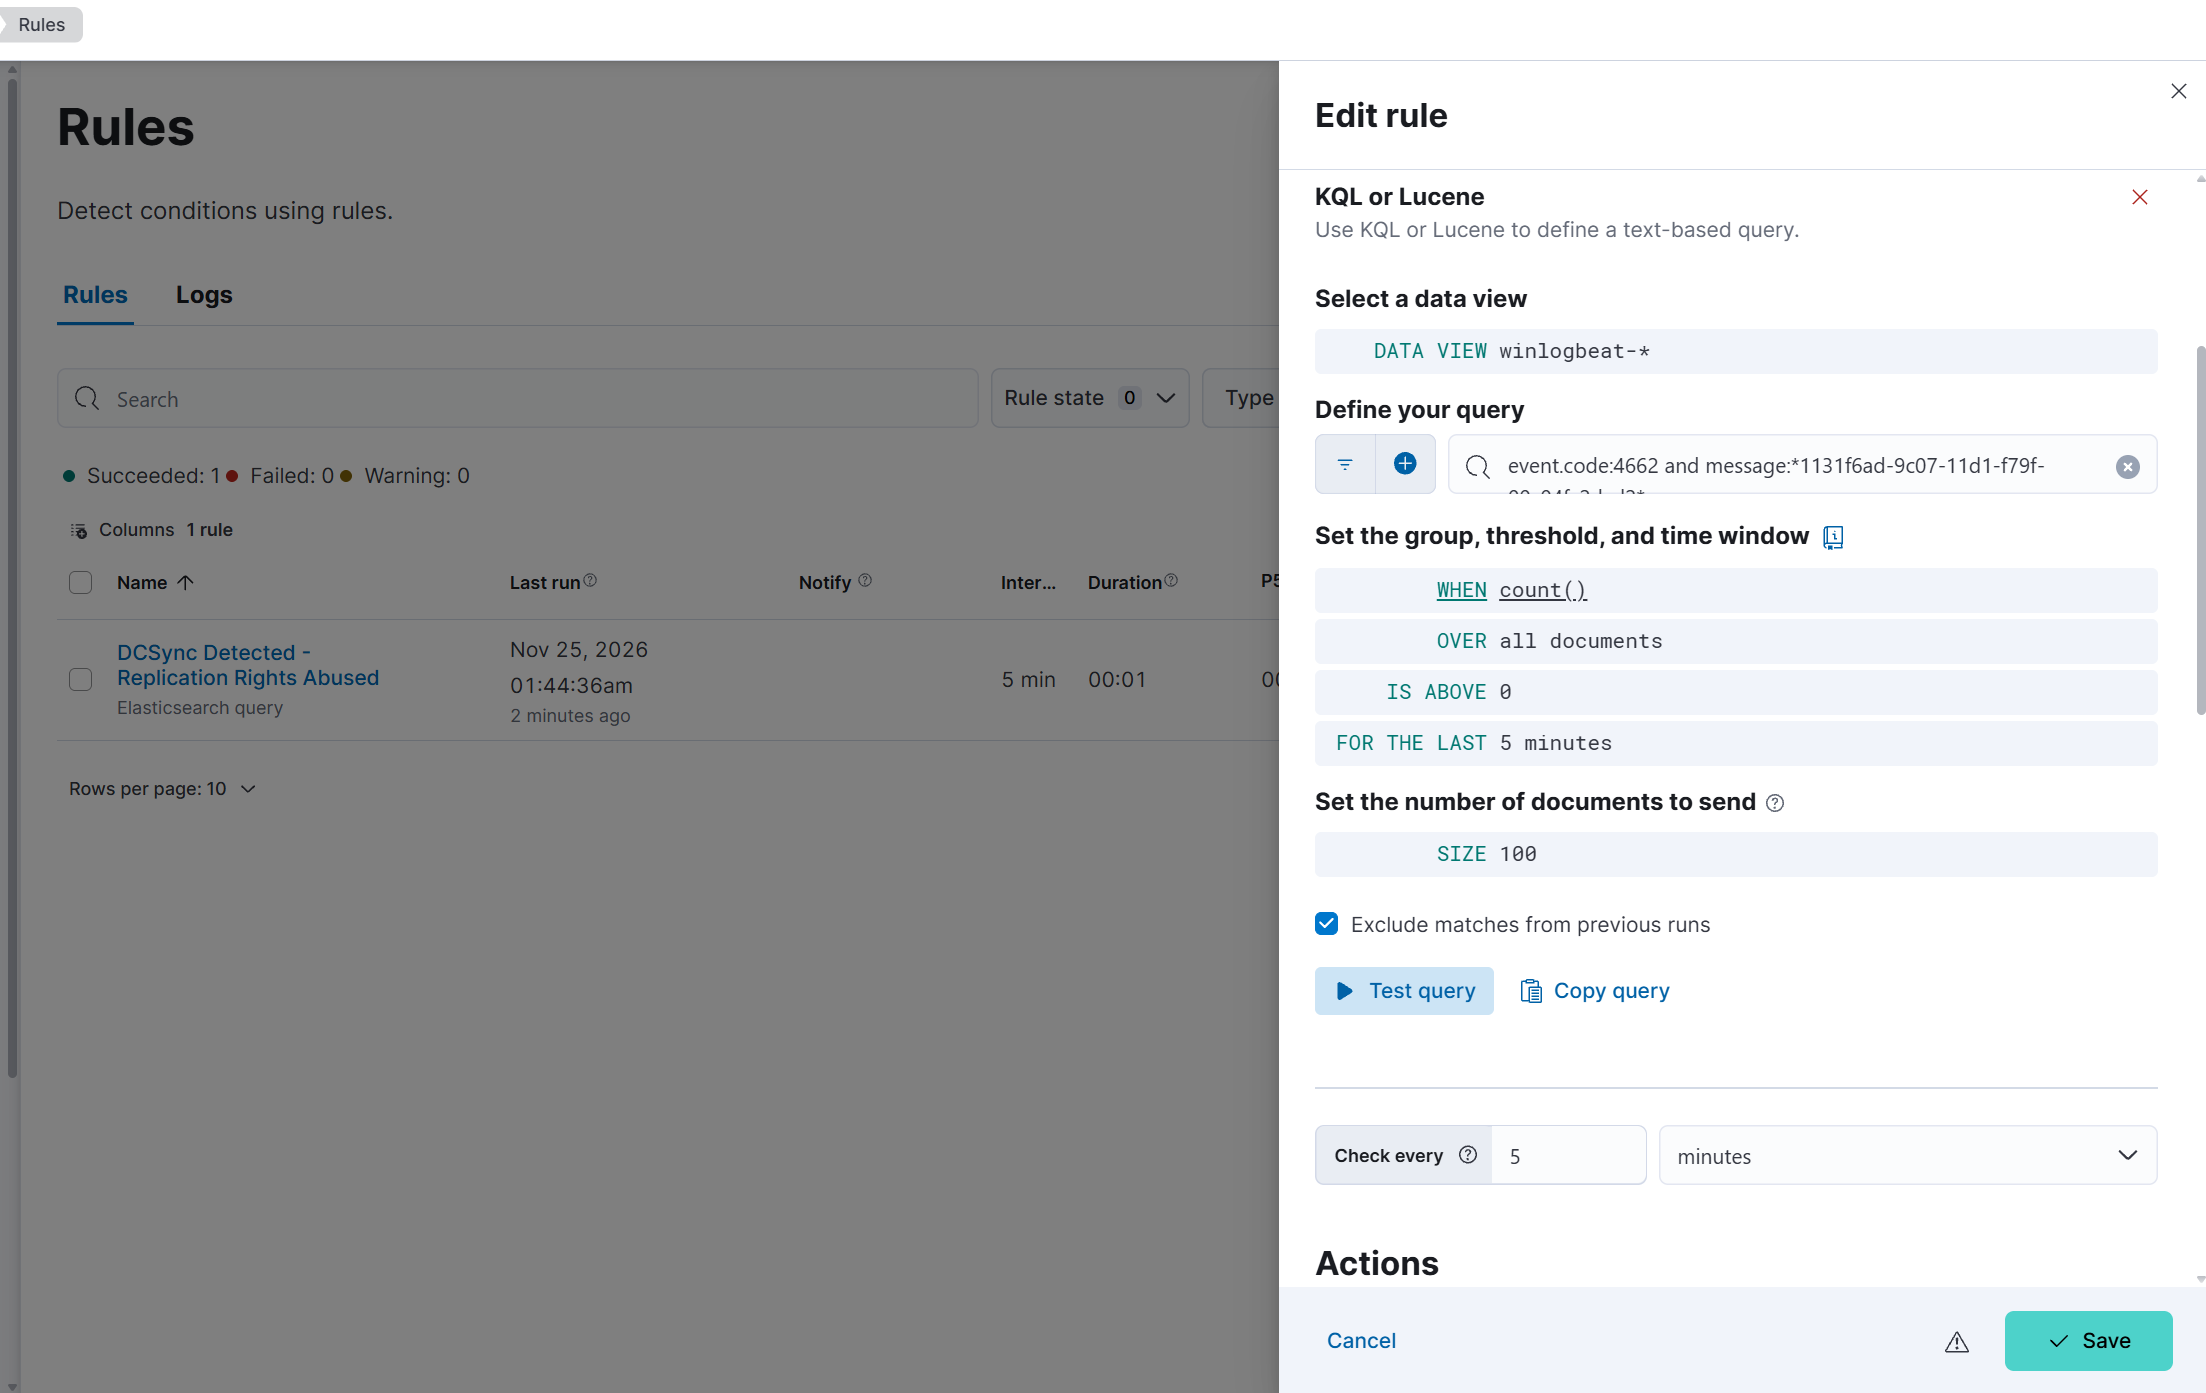 Rules
Rules
Detect conditions using rules.
Rules
Logs
Search
Rule state 0
Type
Succeeded: 1 Failed: 0 Warning: 0
Columns 1 rule
Name
Last run
Notify
Inter...
Duration
DCSync Detected -
Replication Rights Abused
Elasticsearch query
Nov 25, 2026
01:44:36am
2 minutes ago
5 min
00:01
Rows per page: 10
Edit rule
KQL or Lucene
Use KQL or Lucene to define a text-based query.
Select a data view
DATA VIEW winlogbeat-*
Define your query
event.code:4662 and message:*1131f6ad-9c07-11d1-f79f-
Set the group, threshold, and time window
WHEN count()
OVER all documents
IS ABOVE 0
FOR THE LAST 5 minutes
Set the number of documents to send
SIZE 100
Exclude matches from previous runs
Test query
Copy query
Check every
5
minutes
Actions
Cancel
Save